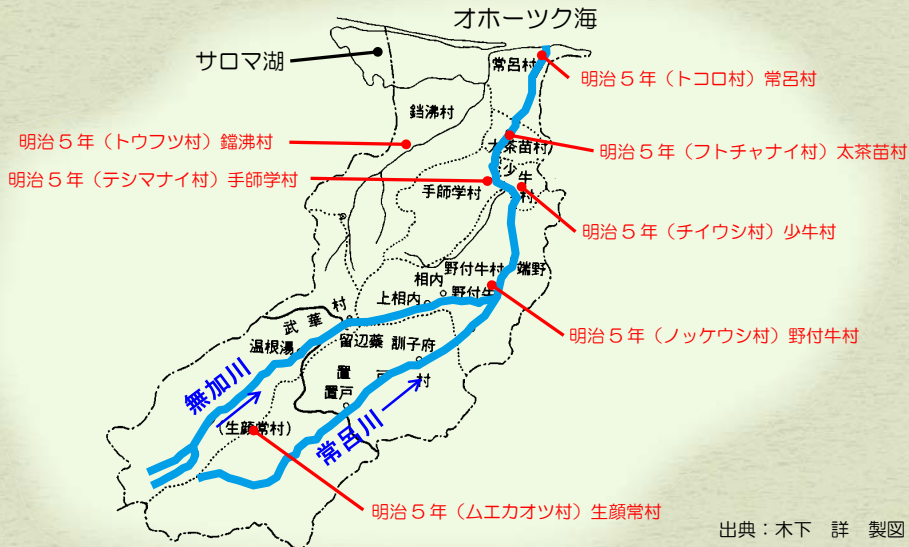 オホーツク海
サロマ湖
常呂村
明治５年（トコロ村）常呂村
鐺沸村
明治５年（トウフツ村）鐺沸村
太茶苗村
明治５年（フトチャナイ村）太茶苗村
明治５年（テシマナイ村）手師学村
手師学村
少牛村
明治５年（チイウシ村）少牛村
野付牛村
端野
相内
野付牛
上相内
明治５年（ノッケウシ村）野付牛村
武華村
温根湯
留辺蘂
訓子府
置戸村
置戸
無加川
常呂川
（生顔常村）
明治５年（ムエカオツ村）生顔常村
出典：木下　詳　製図